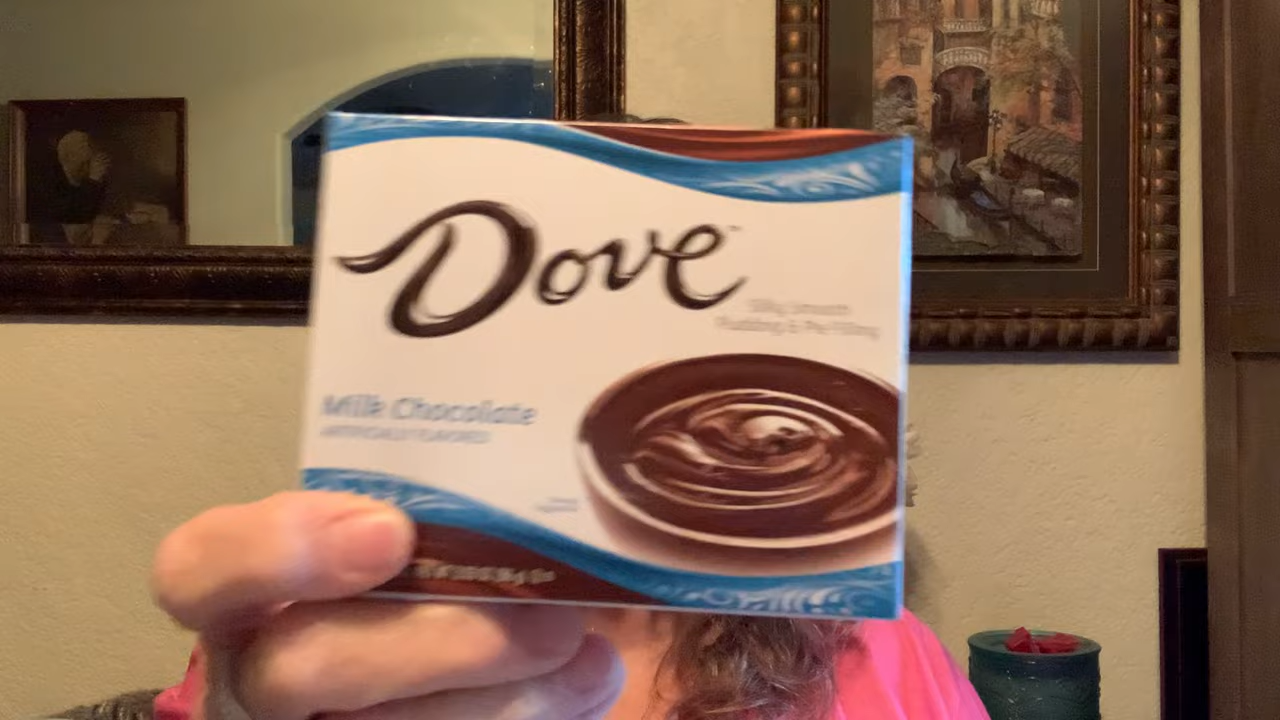 Dove
Silky Smooth
Pudding & Pie Filling
Milk Chocolate
ARTIFICIALLY FLAVORED